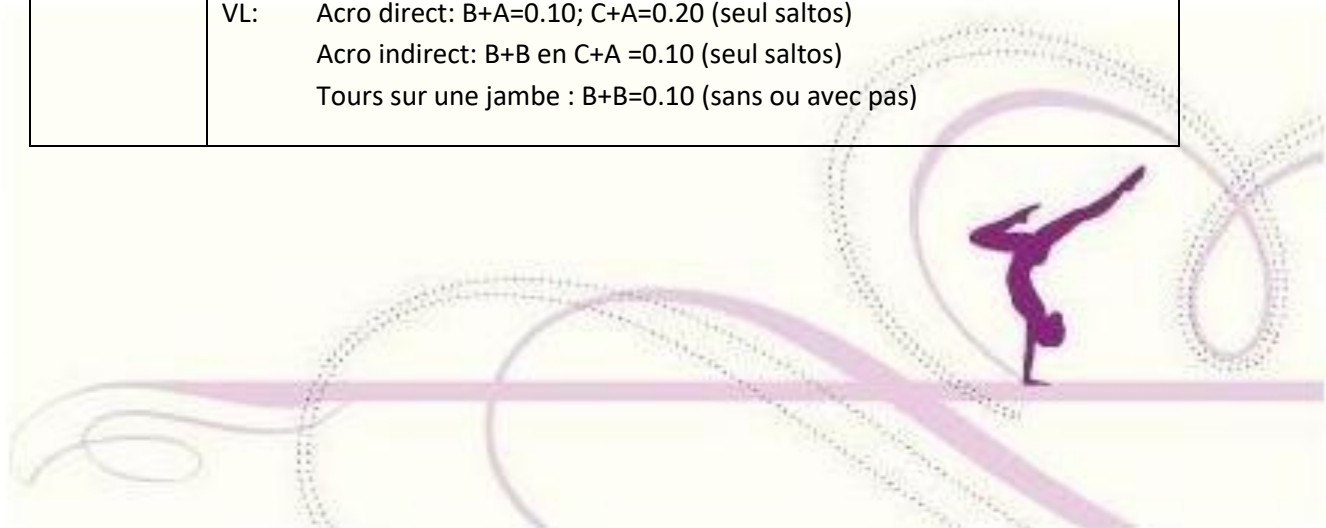 VL: Acro direct: B+A=0.10; C+A=0.20 (seul saltos)
Acro indirect: B+B en C+A =0.10 (seul saltos)
Tours sur une jambe : B+B=0.10 (sans ou avec pas)